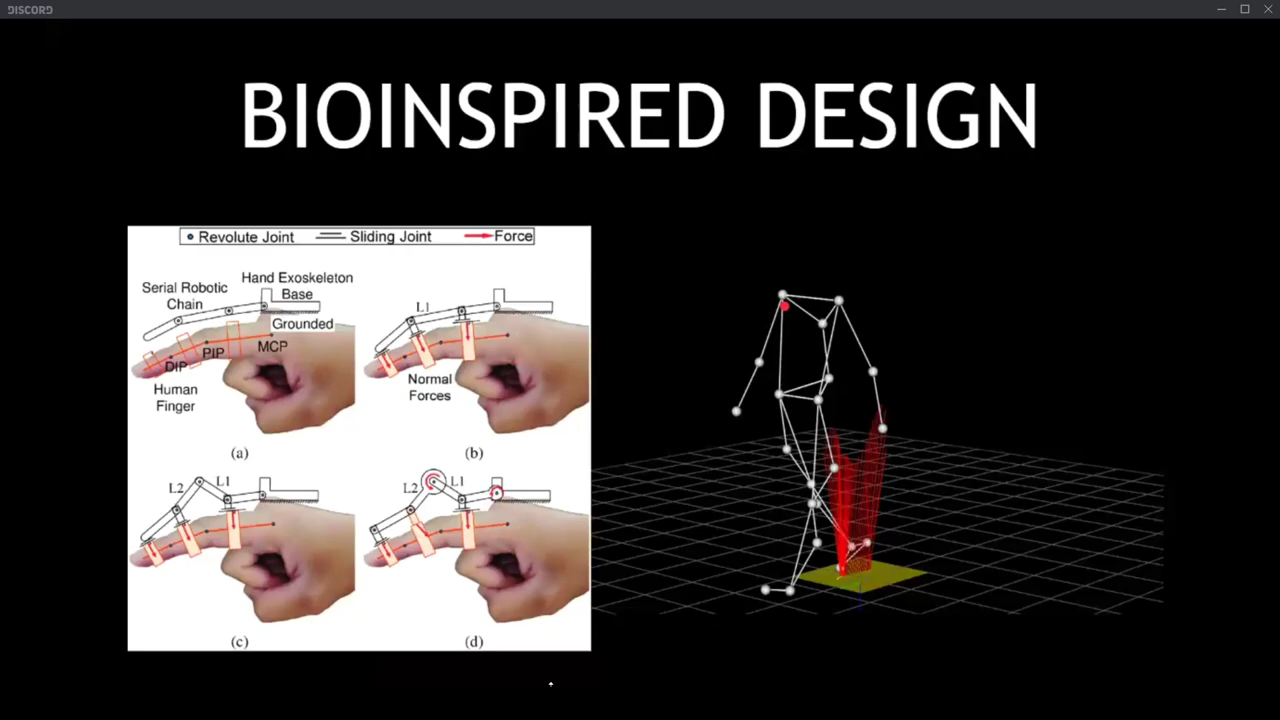 DISCORD
BIOINSPIRED DESIGN
Revolute Joint Sliding Joint Force
Serial Robotic
Chain
Hand Exoskeleton
Base
Grounded
DIP
PIP
MCP
Human
Finger
(a)
L1
Normal
Forces
(b)
L2 L1
(c)
L2 L1
(d)